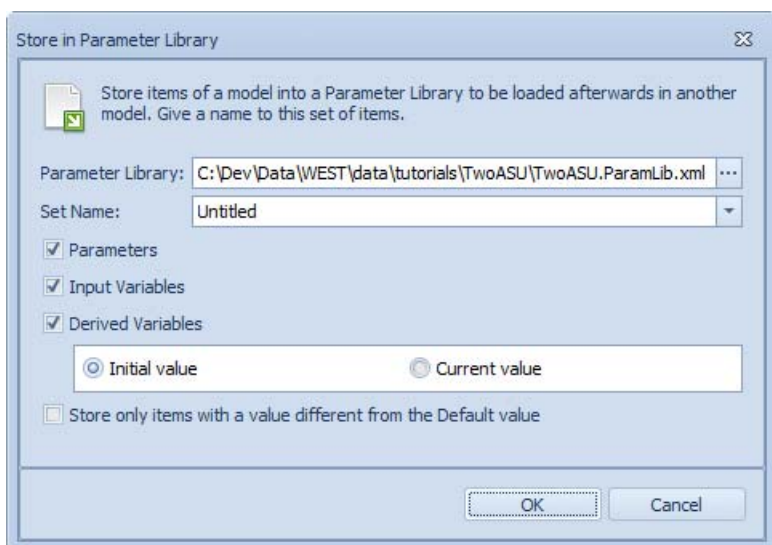 Store in Parameter Library
Store items of a model into a Parameter Library to be loaded afterwards in another
model. Give a name to this set of items.
Parameter Library: C:\Dev\Data\WEST\data\tutorials\TwoASU\TwoASU.ParamLib.xml ...
Set Name: Untitled
Parameters
Input Variables
Derived Variables
Initial value Current value
Store only items with a value different from the Default value
OK Cancel